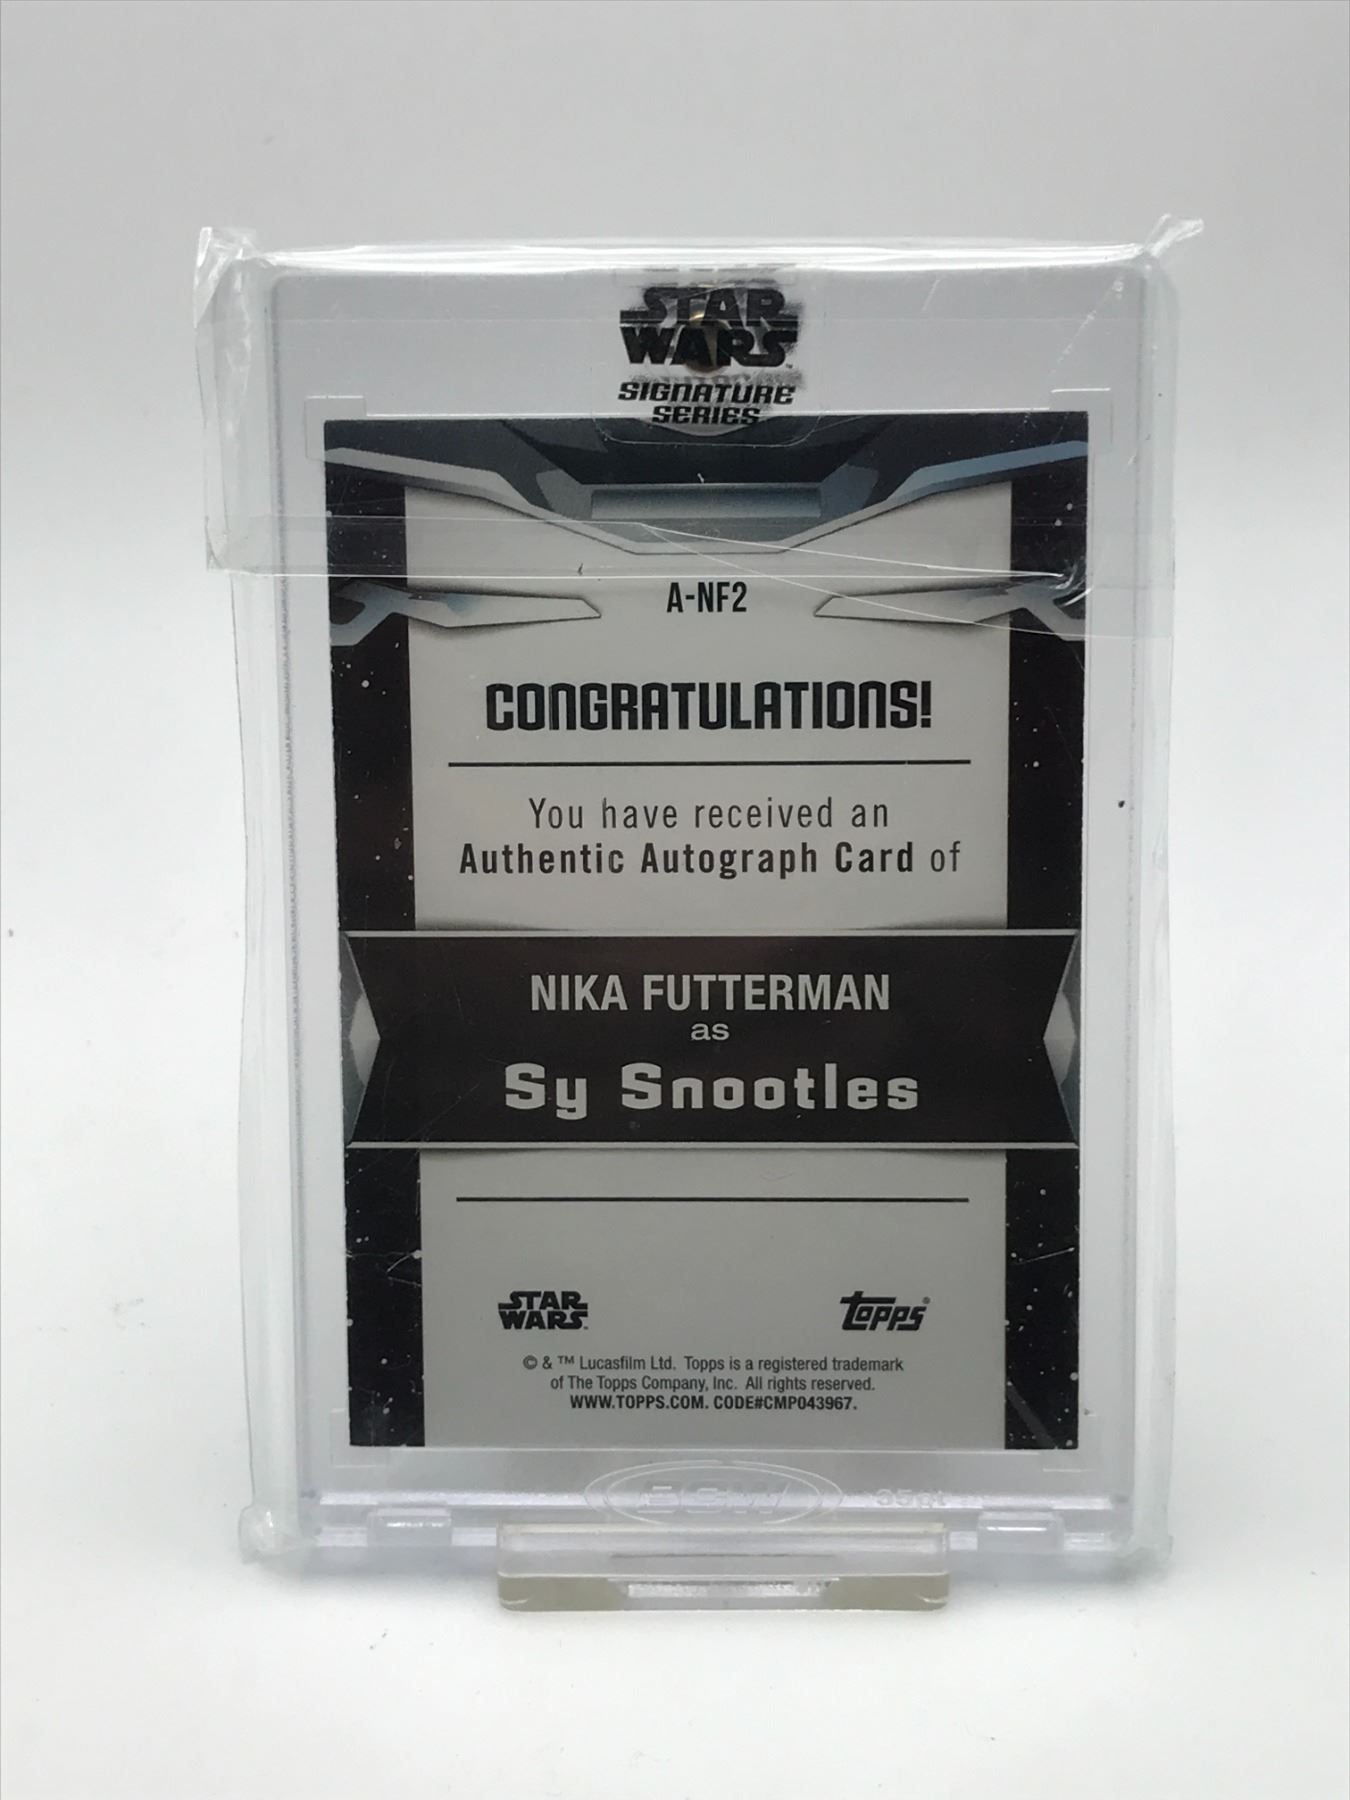 STAR
WARS
SIGNATURE
SERIES
A-NF2
CONGRATULATIONS!
You have received an
Authentic Autograph Card of
NIKA FUTTERMAN
as
Sy Snootles
STAR
WARS
Topps®
© & ™ Lucasfilm Ltd. Topps is a registered trademark
of The Topps Company, Inc. All rights reserved.
WWW.TOPPS.COM. CODE#CMP043967.
BCW 35pt